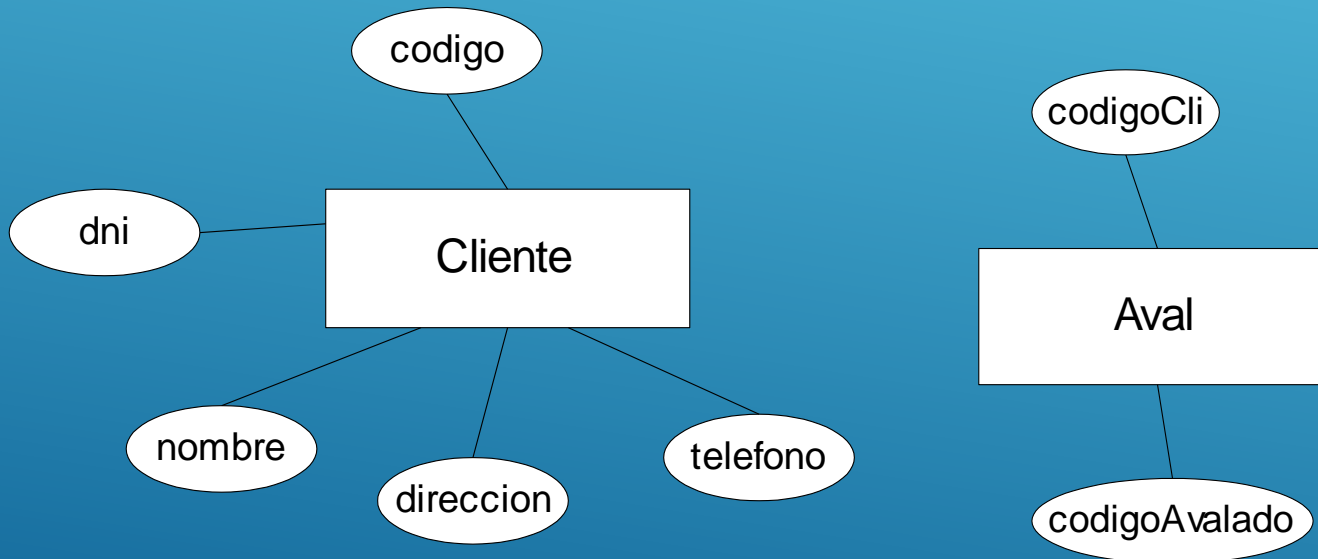 codigo
codigoCli
dni
Cliente
Aval
nombre
telefono
direccion
codigoAvalado